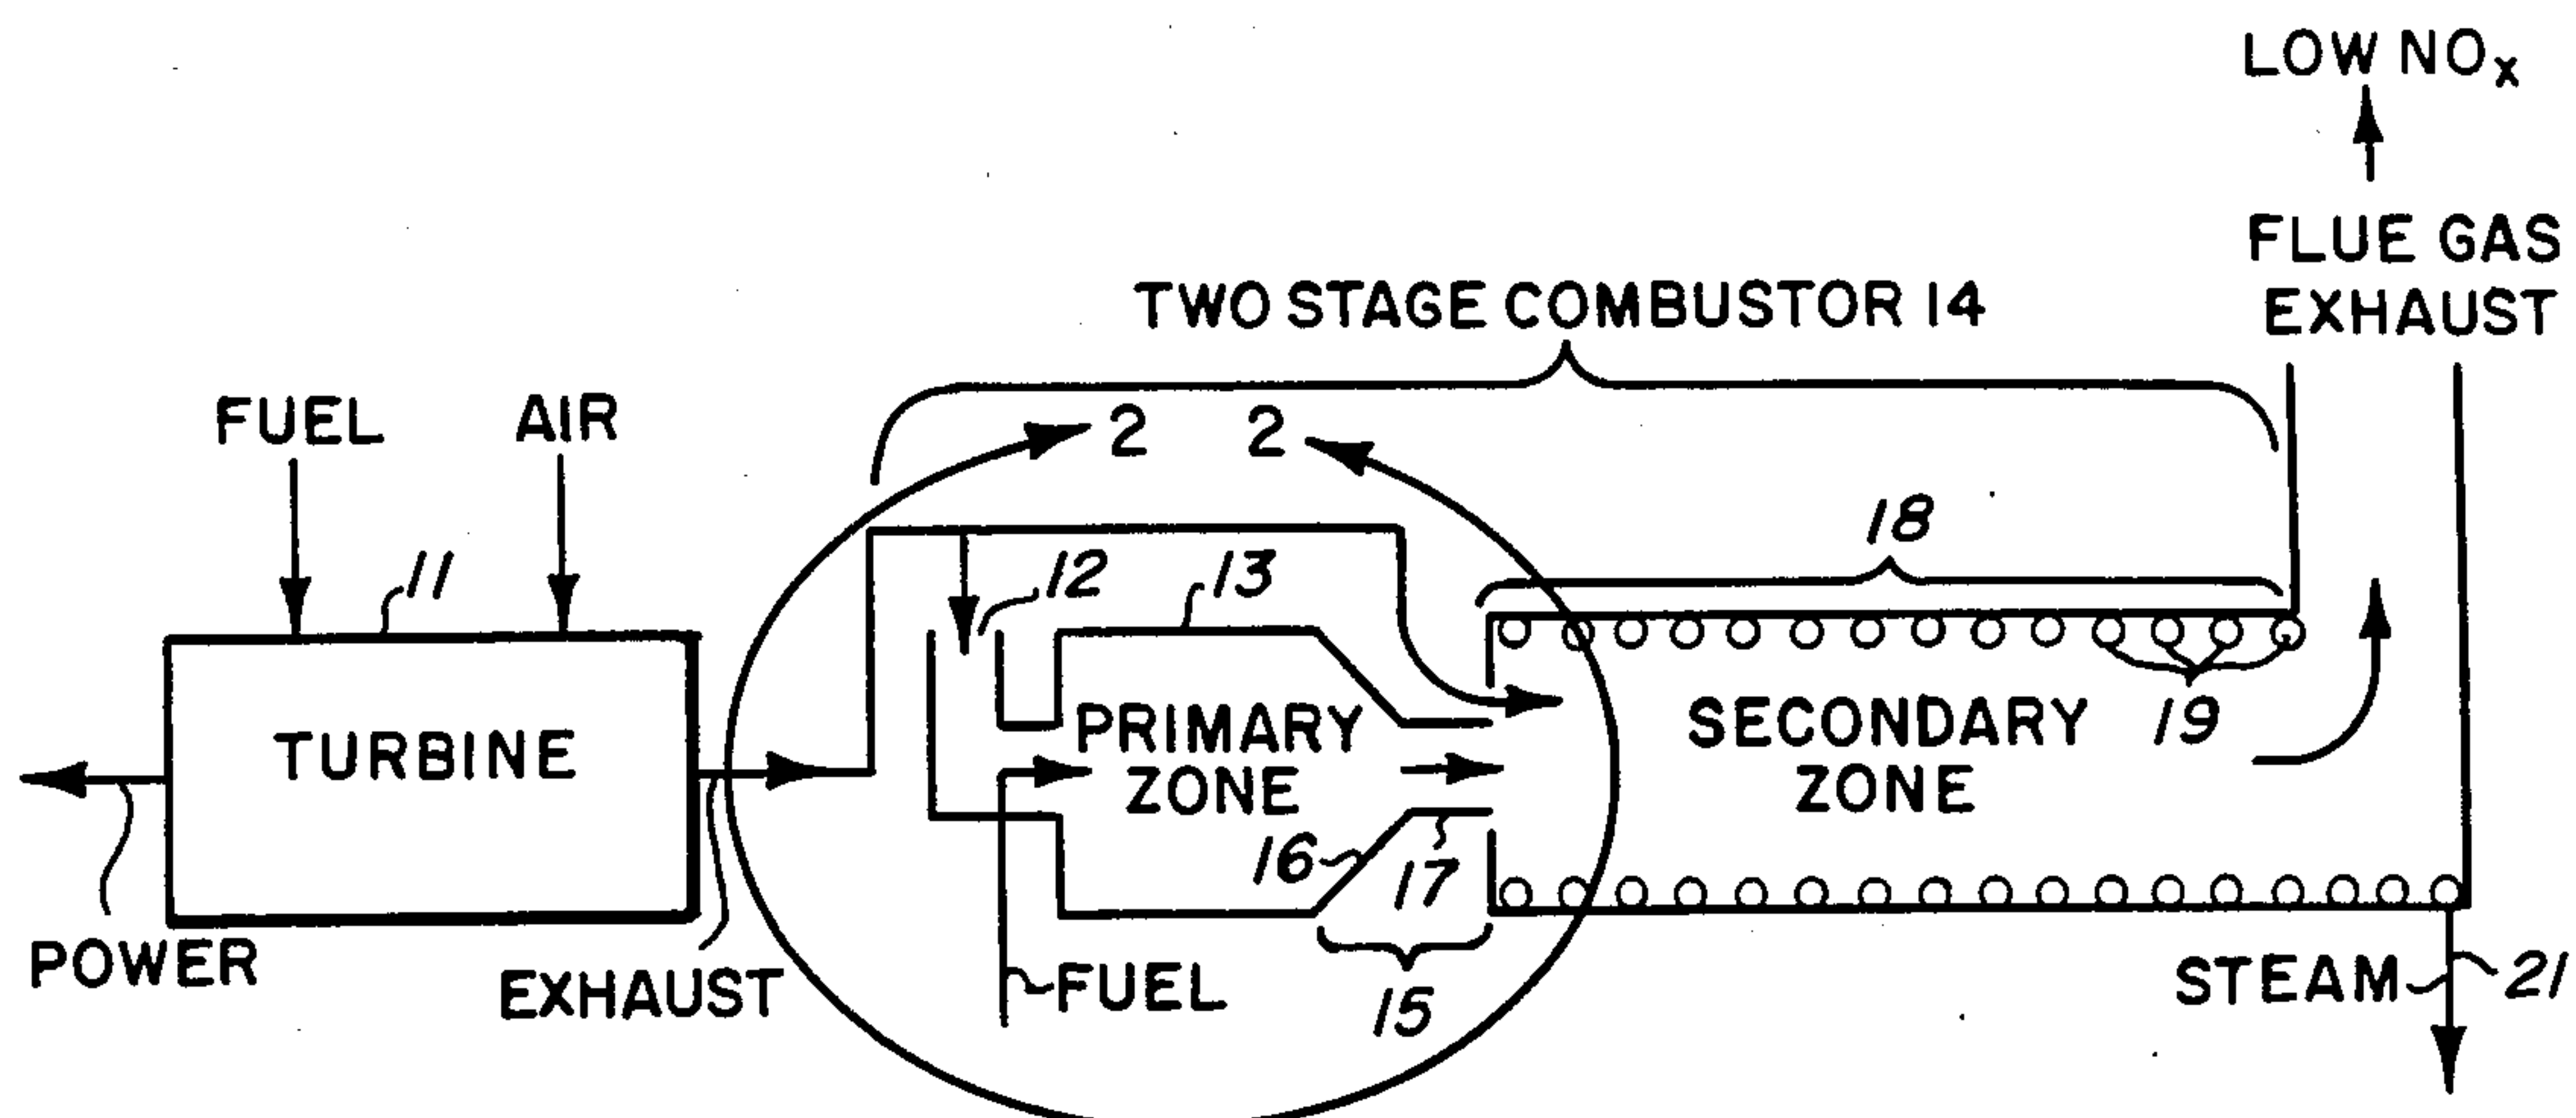 LOW NOx
FLUE GAS
EXHAUST
TWO STAGE COMBUSTOR 14
FUEL
AIR
2 2
18
11
12
13
TURBINE
PRIMARY
ZONE
SECONDARY
ZONE
19
16
17
POWER
EXHAUST
FUEL
15
STEAM
21